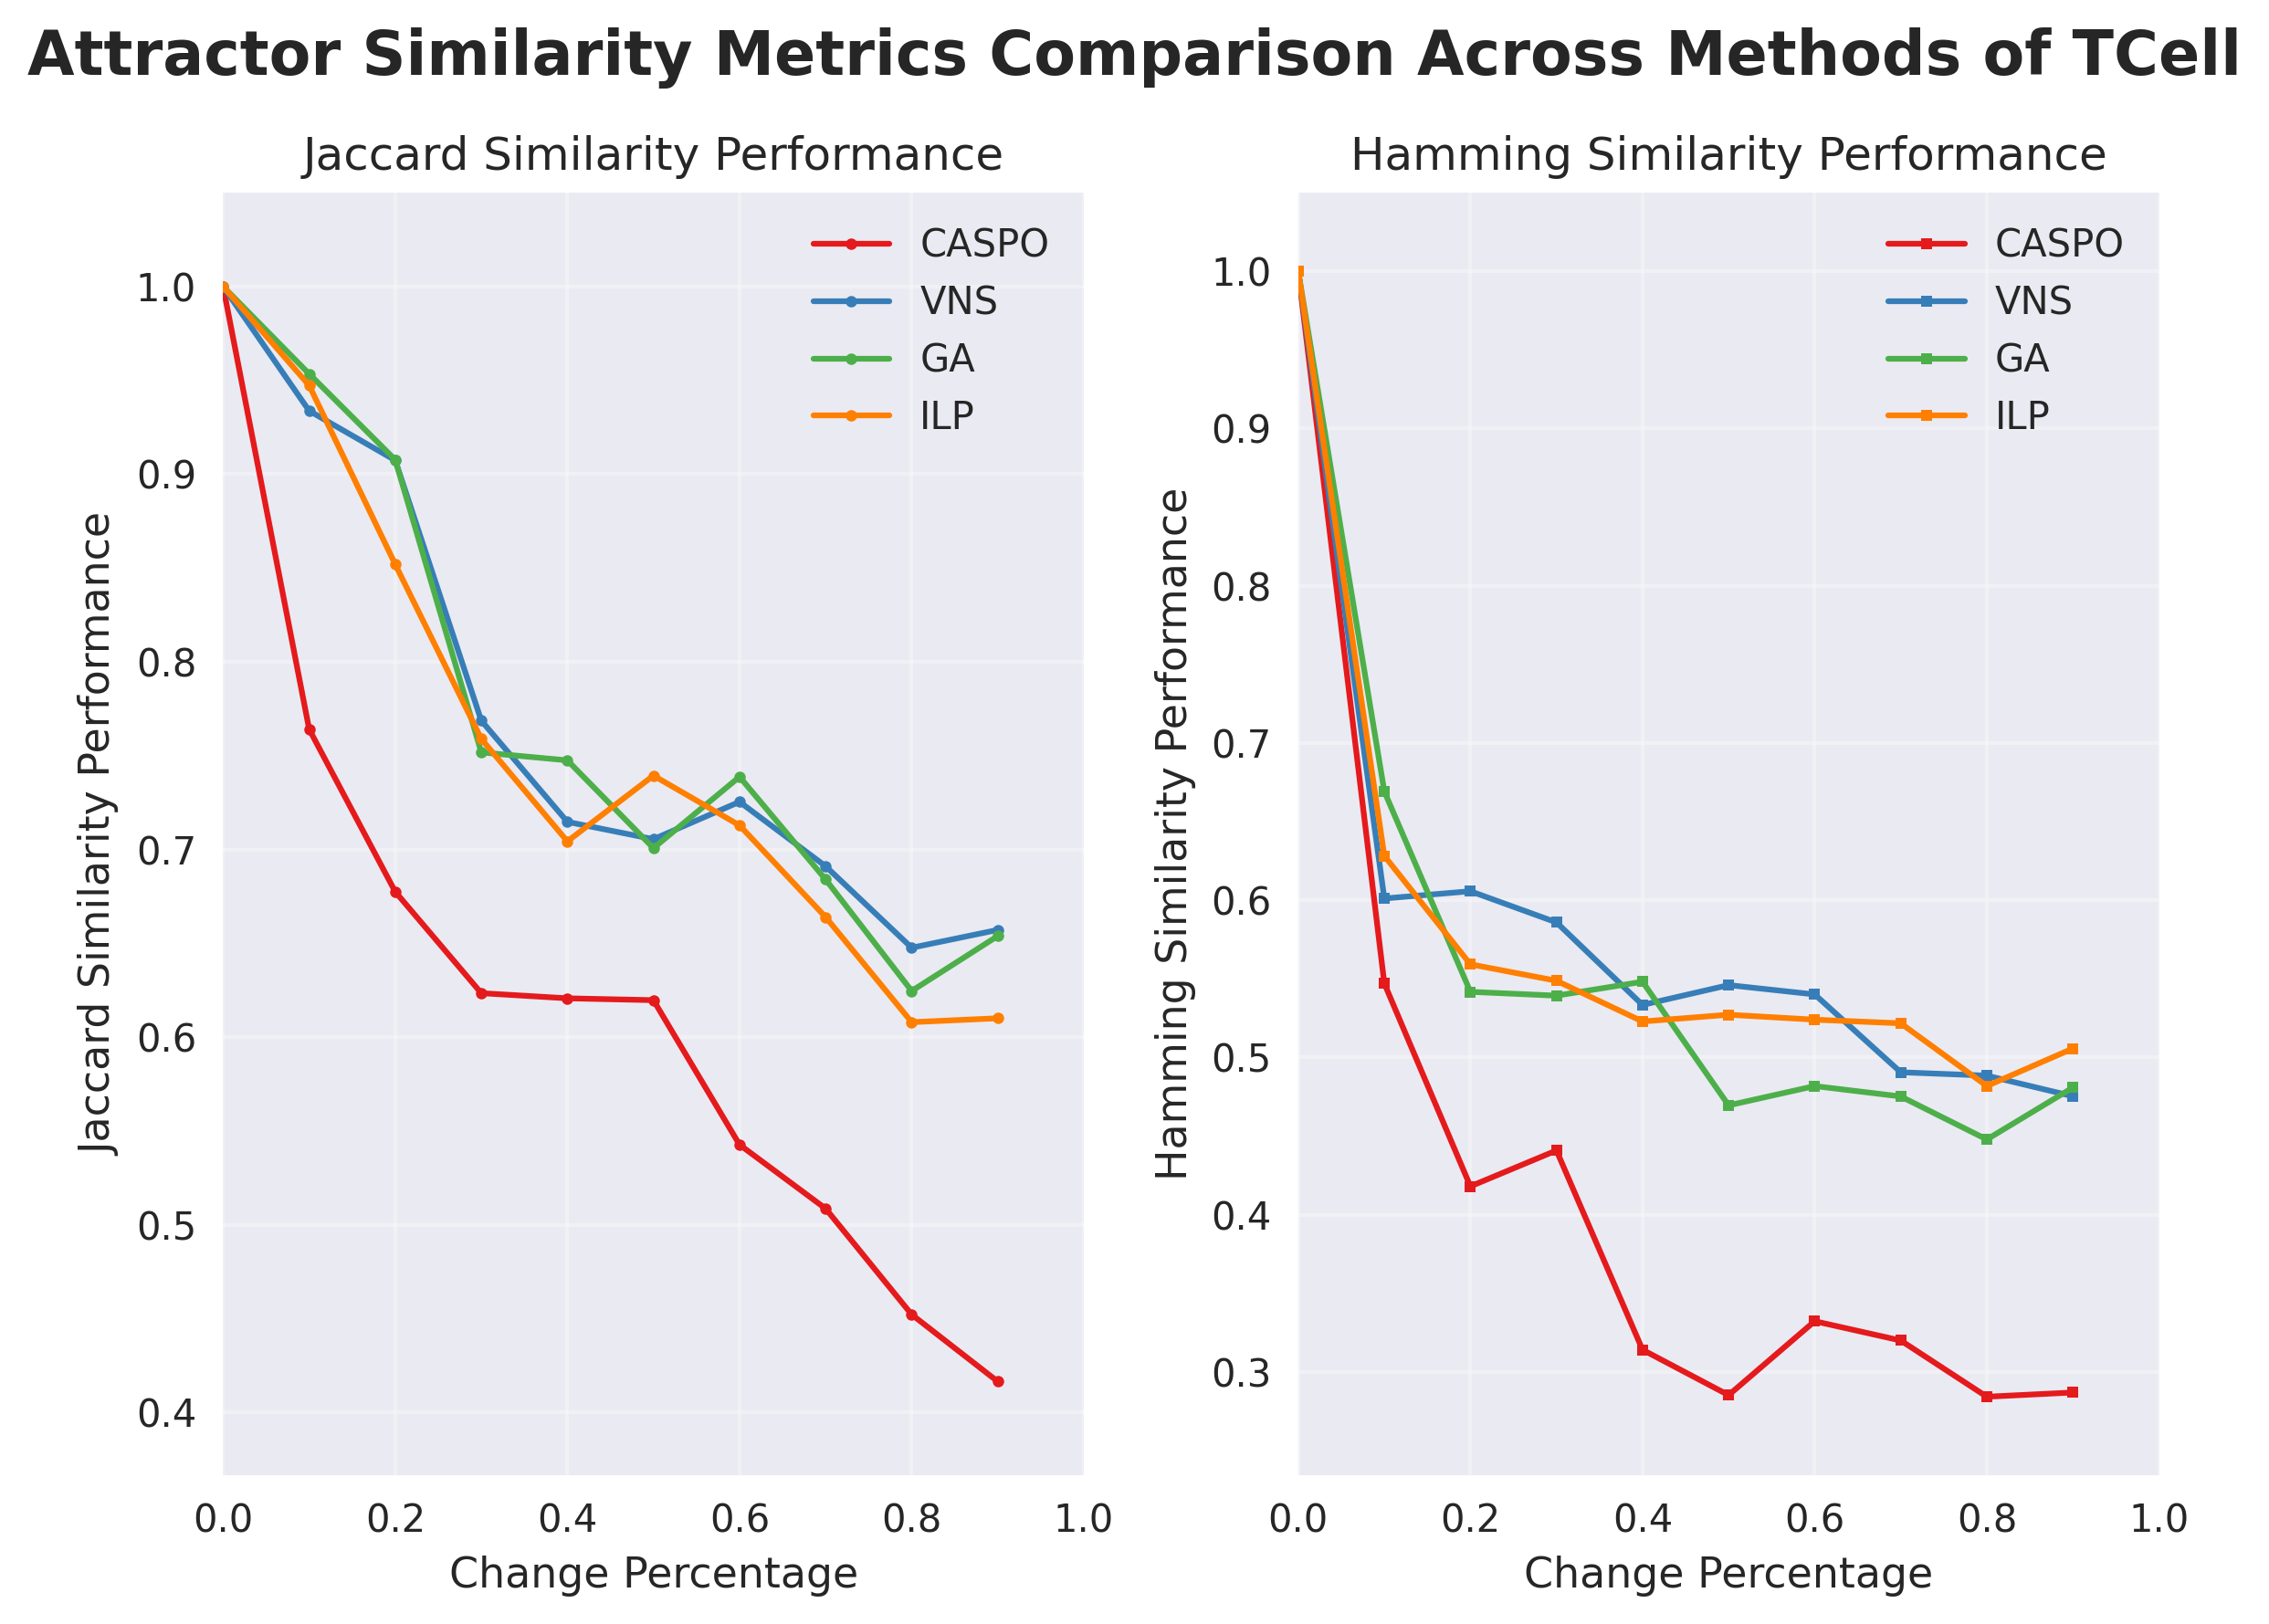 Attractor Similarity Metrics Comparison Across Methods of TCell
Jaccard Similarity Performance
Jaccard Similarity Performance
1.0
0.9
0.8
0.7
0.6
0.5
0.4
CASPO
VNS
GA
ILP
0.0 0.2 0.4 0.6 0.8 1.0
Change Percentage
Hamming Similarity Performance
Hamming Similarity Performance
1.0
0.9
0.8
0.7
0.6
0.5
0.4
0.3
CASPO
VNS
GA
ILP
0.0 0.2 0.4 0.6 0.8 1.0
Change Percentage